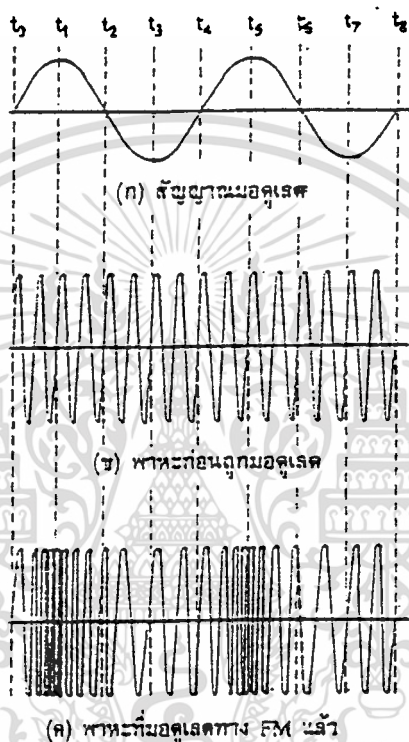 t₀ t₁ t₂ t₃ t₄ t₅ t₆ t₇ t₈
(ก) สัญญาณมอดูเลต
(ข) พาหะก่อนถูกมอดูเลต
(ค) พาหะที่มอดูเลตทาง FM แล้ว